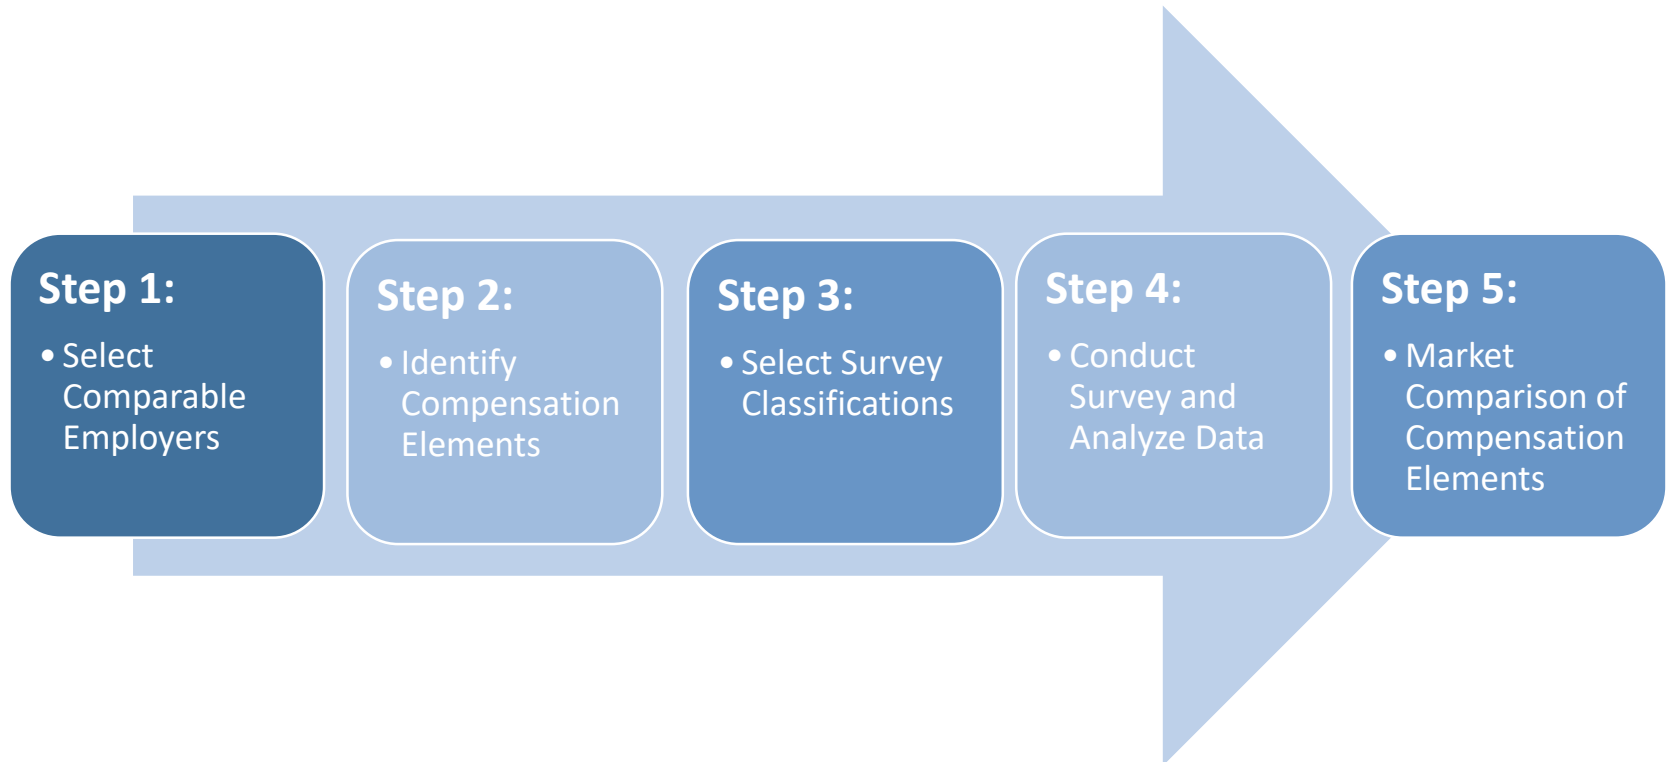 Step 1:
• Select
Comparable
Employers
Step 2:
• Identify
Compensation
Elements
Step 3:
• Select Survey
Classifications
Step 4:
• Conduct
Survey and
Analyze Data
Step 5:
• Market
Comparison of
Compensation
Elements